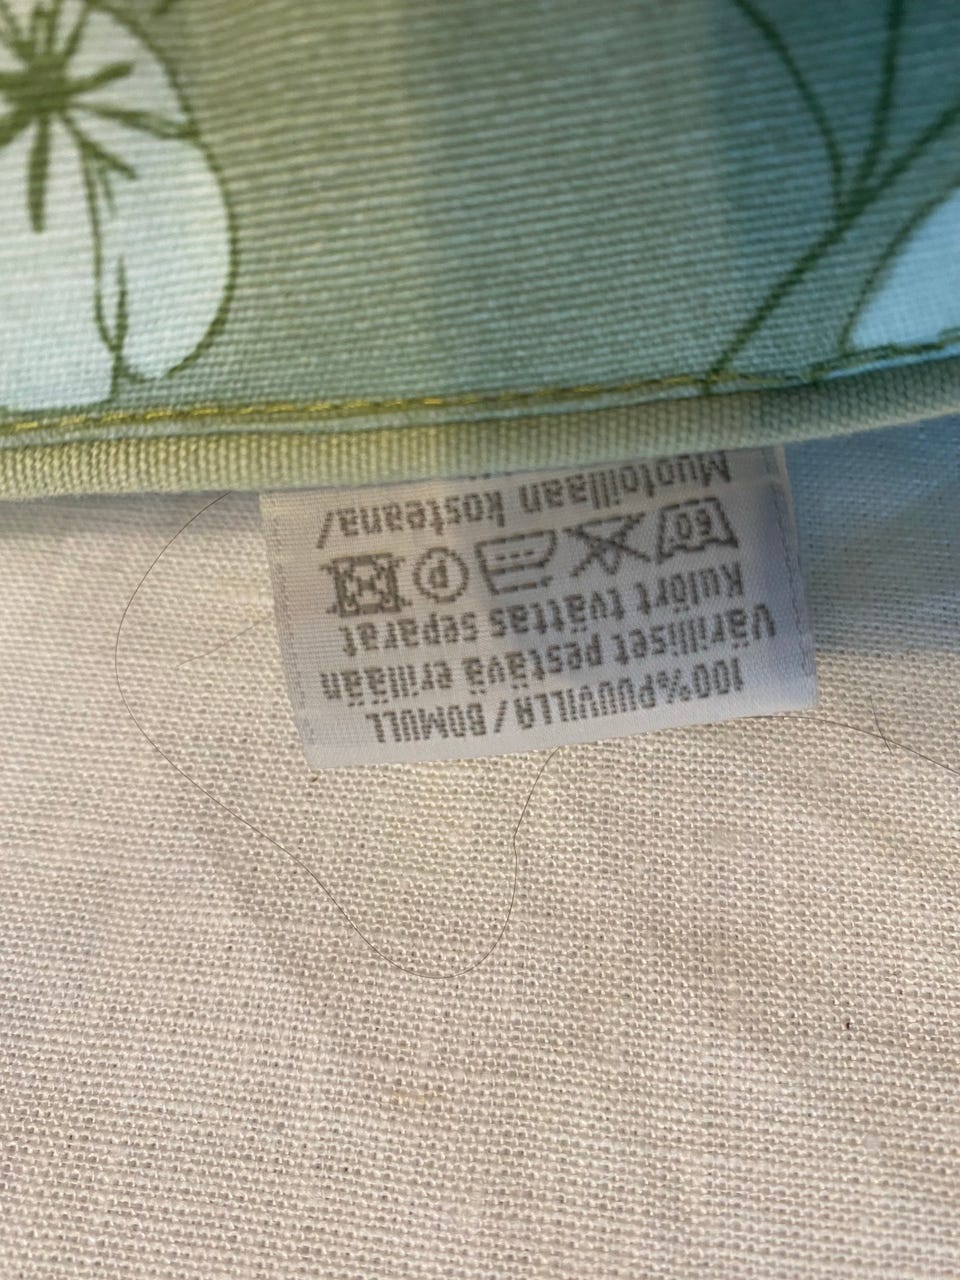 100%PUUVILLA/BOMULL
Värilliset pestävä erillään
Kulört tvättas separat
60 P
Muotoillaan kosteana/